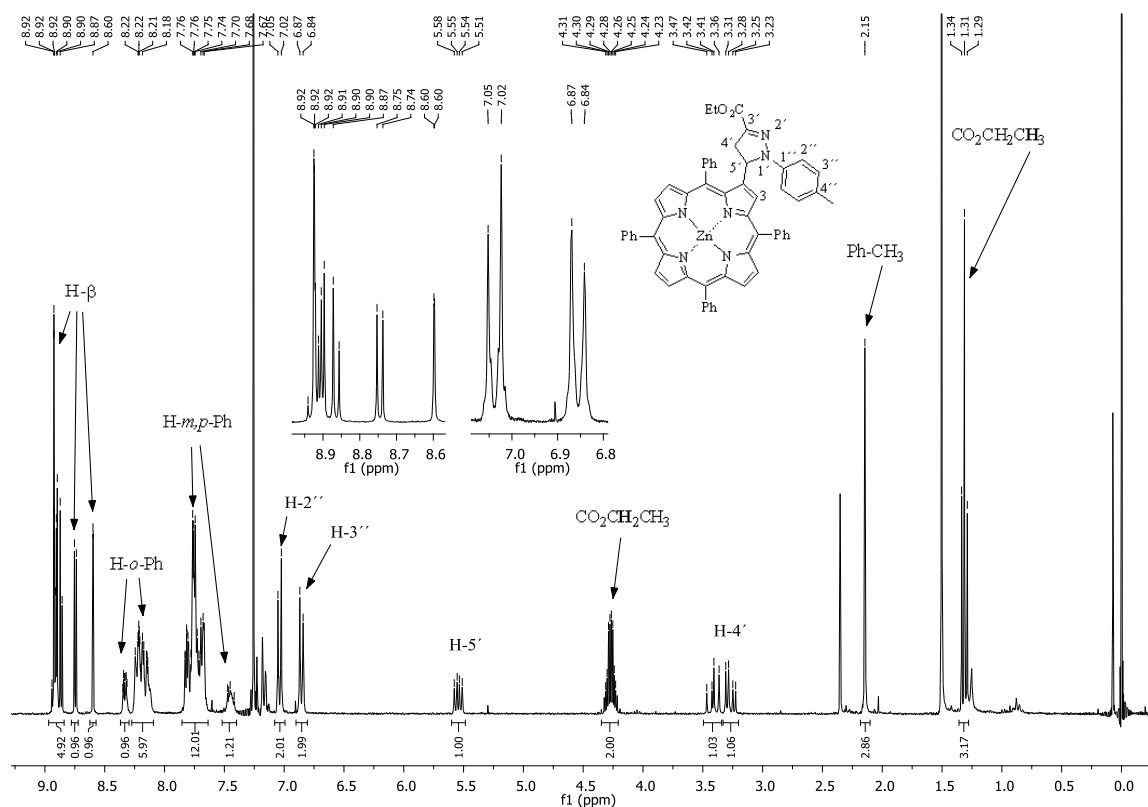 8.92 8.92 8.92 8.90 8.90 8.87 8.60 8.22 8.22 8.21 8.18 7.76 7.76 7.75 7.74 7.70 7.68 7.67 7.05 7.02 6.87 6.84 5.58 5.55 5.54 5.51 4.31 4.30 4.29 4.28 4.26 4.25 4.24 4.23 3.47 3.42 3.41 3.36 3.31 3.28 3.25 3.23 2.15 1.34 1.31 1.29
8.92 8.92 8.92 8.91 8.90 8.90 8.87 8.75 8.74 8.60 8.60
7.05 7.02 6.87 6.84
8.9 8.8 8.7 8.6
f1 (ppm)
7.0 6.9 6.8
f1 (ppm)
EtO₂C
3′ 2′
N
4′
5′ N
1′
1′′ 2′′
3′′
4′′
Ph
3
N N
Ph Zn Ph
N N
Ph
CO₂CH₂CH₃
Ph-CH₃
H-β
H-m,p-Ph
H-o-Ph
H-2′′
H-3′′
CO₂CH₂CH₃
H-5′
H-4′
4.92 0.96 0.96 0.96 5.97 12.01 1.21 2.01 1.99 1.00 2.00 1.03 1.06 2.86 3.17
9.0 8.5 8.0 7.5 7.0 6.5 6.0 5.5 5.0 4.5 4.0 3.5 3.0 2.5 2.0 1.5 1.0 0.5 0.0
f1 (ppm)